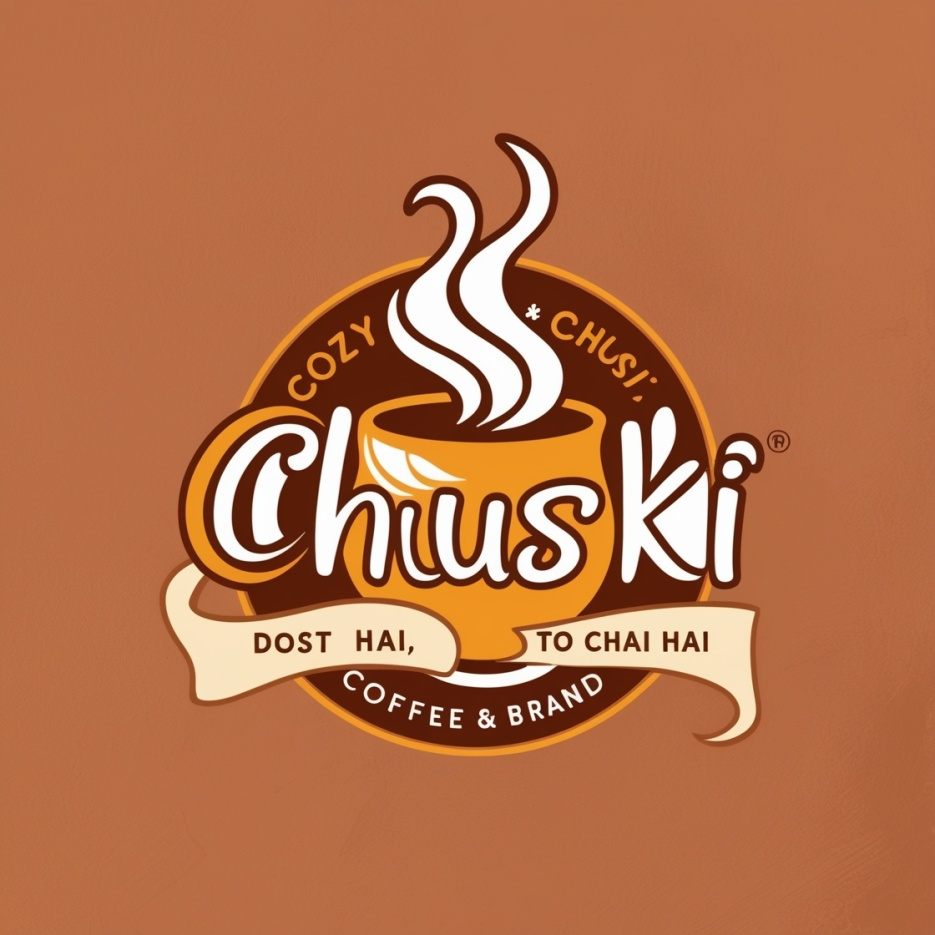 COZY * CHUSI
Chuski ®
DOST HAI, TO CHAI HAI
COFFEE & BRAND